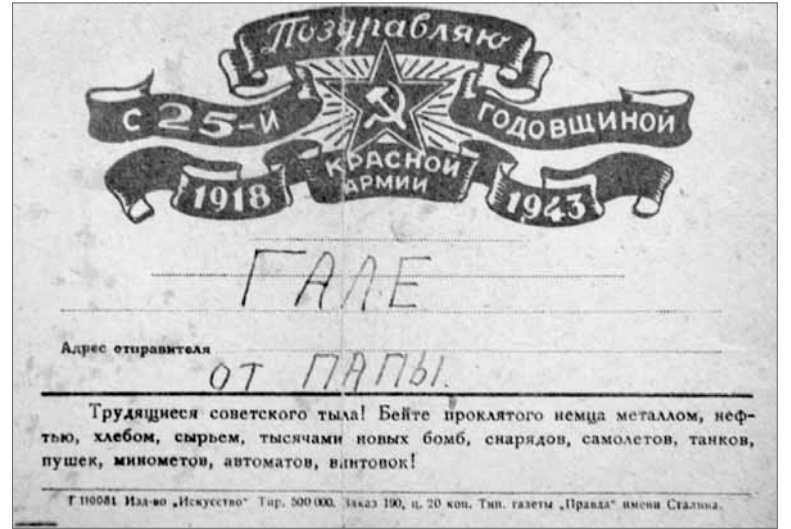 Поздравляю
С 25-Й ГОДОВЩИНОЙ
КРАСНОЙ
АРМИИ
1918 1943
ГАЛЕ
Адрес отправителя
ОТ ПАПЫ.
Трудящиеся советского тыла! Бейте проклятого немца металлом, неф-
тью, хлебом, сырьем, тысячами новых бомб, снарядов, самолетов, танков,
пушек, минометов, автоматов, винтовок!
Г 110081 Изд-во „Искусство“ Тир. 500 000. Заказ 190, ц. 20 коп. Тип. газеты „Правда“ имени Сталина.